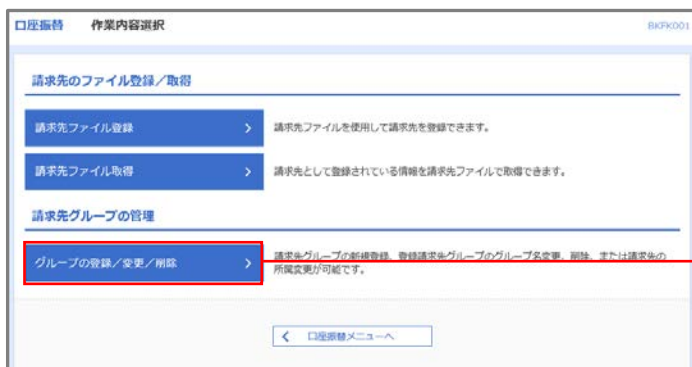 口座振替 作業内容選択 BKFK001
請求先のファイル登録／取得
請求先ファイル登録 > 請求先ファイルを使用して請求先を登録できます。
請求先ファイル取得 > 請求先として登録されている情報を請求先ファイルで取得できます。
請求先グループの管理
グループの登録／変更／削除 > 請求先グループの新規登録、登録請求先グループのグループ名変更、削除、または請求先の
所属変更が可能です。
< 口座振替メニューへ